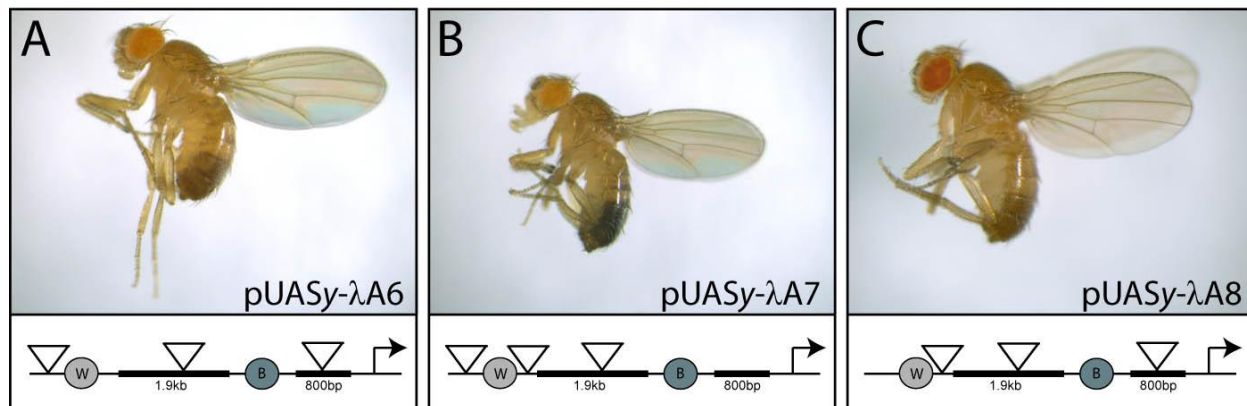 A
pUASy-λA6
W
1.9kb
B
800bp
B
pUASy-λA7
W
1.9kb
B
800bp
C
pUASy-λA8
W
1.9kb
B
800bp